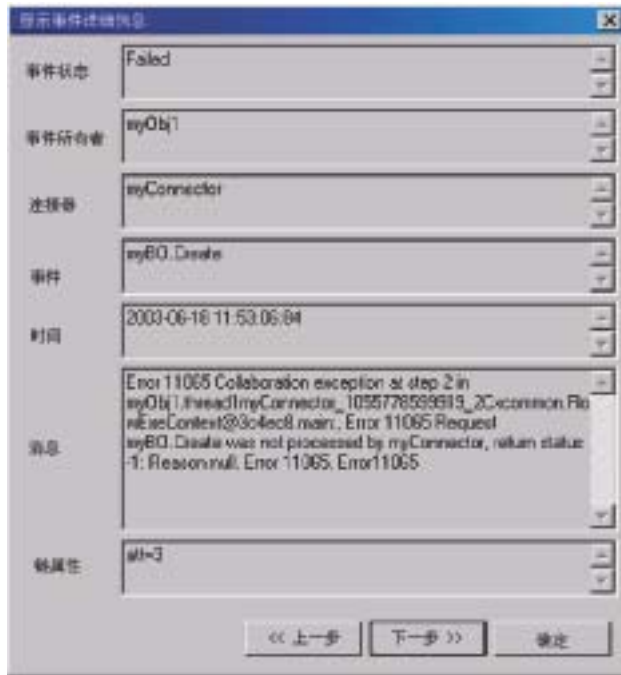 显示事件详细信息
事件状态
Failed
事件所有者
myObj1
连接器
myConnector
事件
myBO.Create
时间
2003-06-18 11:53:06:84
消息
Error 11065 Collaboration exception at step 2 in
myObj1.thread1myConnector_1055778599919_2Cxcommon.Flo
wExeContext@3c4ec8.main:; Error 11065 Request
myBO.Create was not processed by myConnector, return status
-1: Reason:null. Error 11065. Error11065
键属性
att=3
<< 上一步
下一步 >>
确定